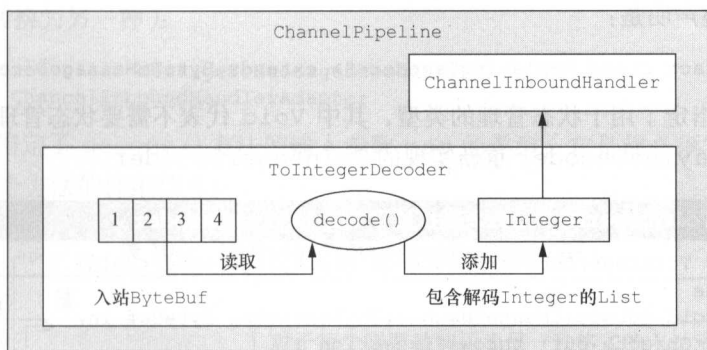 ChannelPipeline
ChannelInboundHandler
ToIntegerDecoder
1 2 3 4
decode()
Integer
读取
添加
入站ByteBuf
包含解码Integer的List